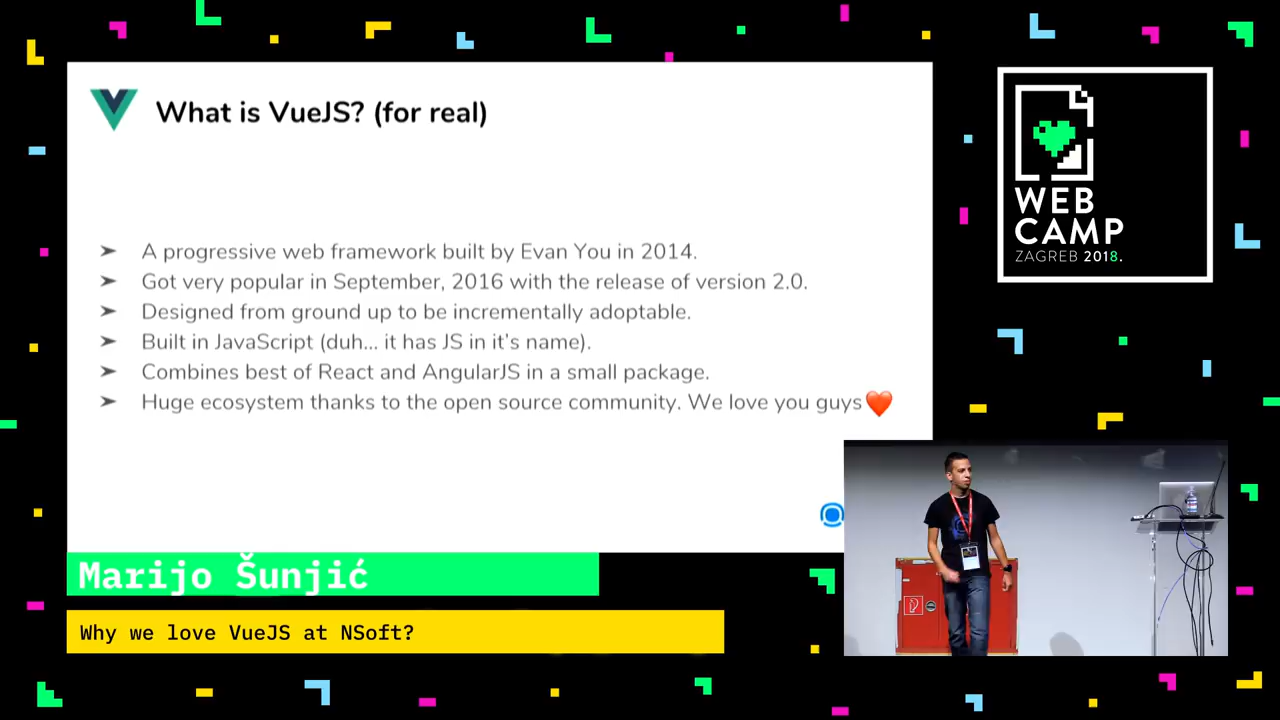 What is VueJS? (for real)
➤ A progressive web framework built by Evan You in 2014.
➤ Got very popular in September, 2016 with the release of version 2.0.
➤ Designed from ground up to be incrementally adoptable.
➤ Built in JavaScript (duh... it has JS in it's name).
➤ Combines best of React and AngularJS in a small package.
➤ Huge ecosystem thanks to the open source community. We love you guys❤️
WEB
CAMP
ZAGREB 2018.
Marijo Šunjić
Why we love VueJS at NSoft?